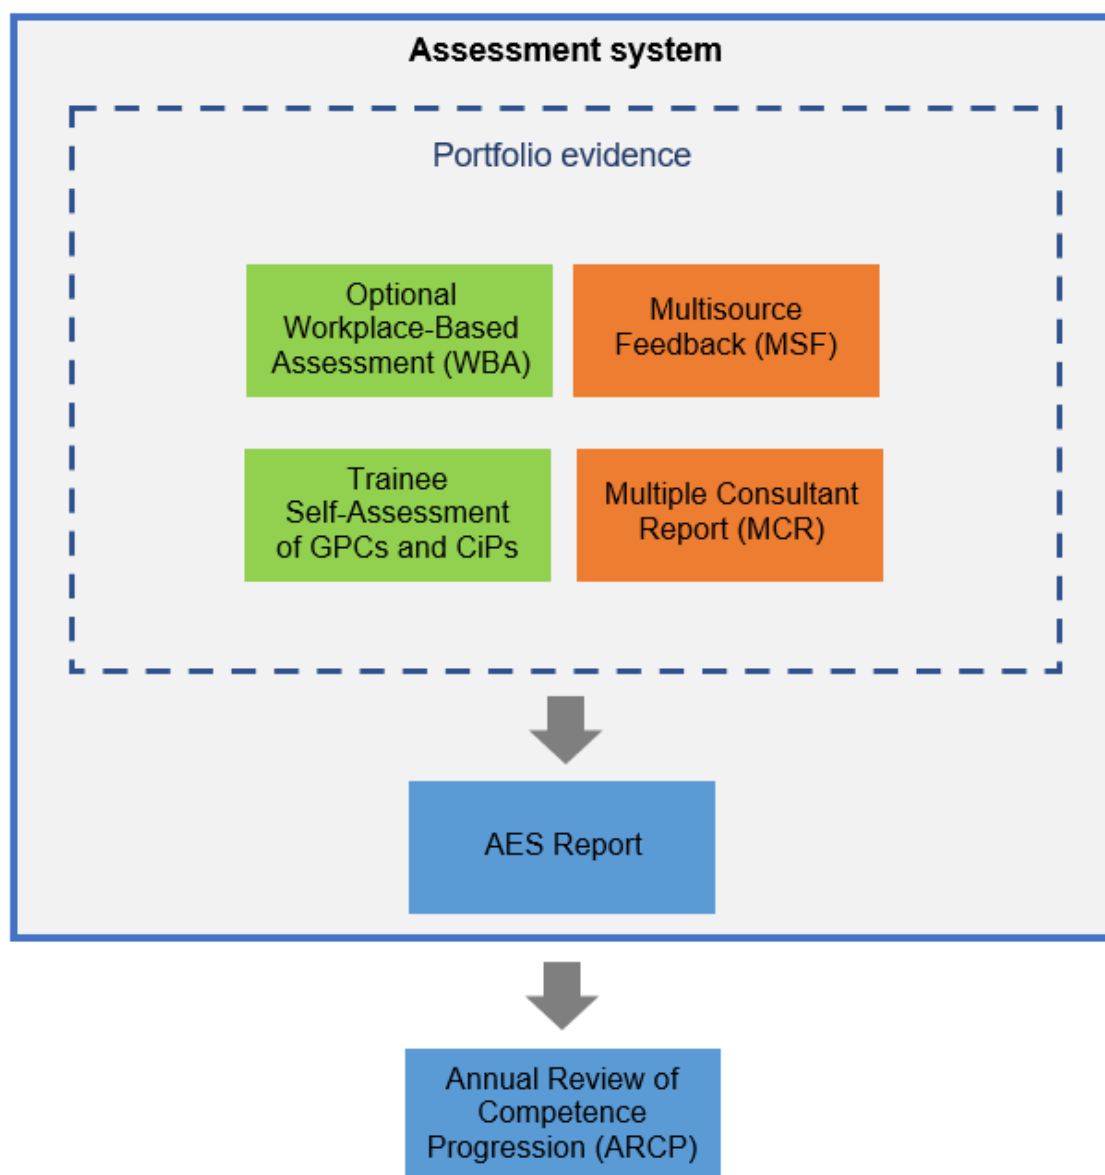 Assessment system
Portfolio evidence
Optional
Workplace-Based
Assessment (WBA)
Multisource
Feedback (MSF)
Trainee
Self-Assessment
of GPCs and CiPs
Multiple Consultant
Report (MCR)
AES Report
Annual Review of
Competence
Progression (ARCP)